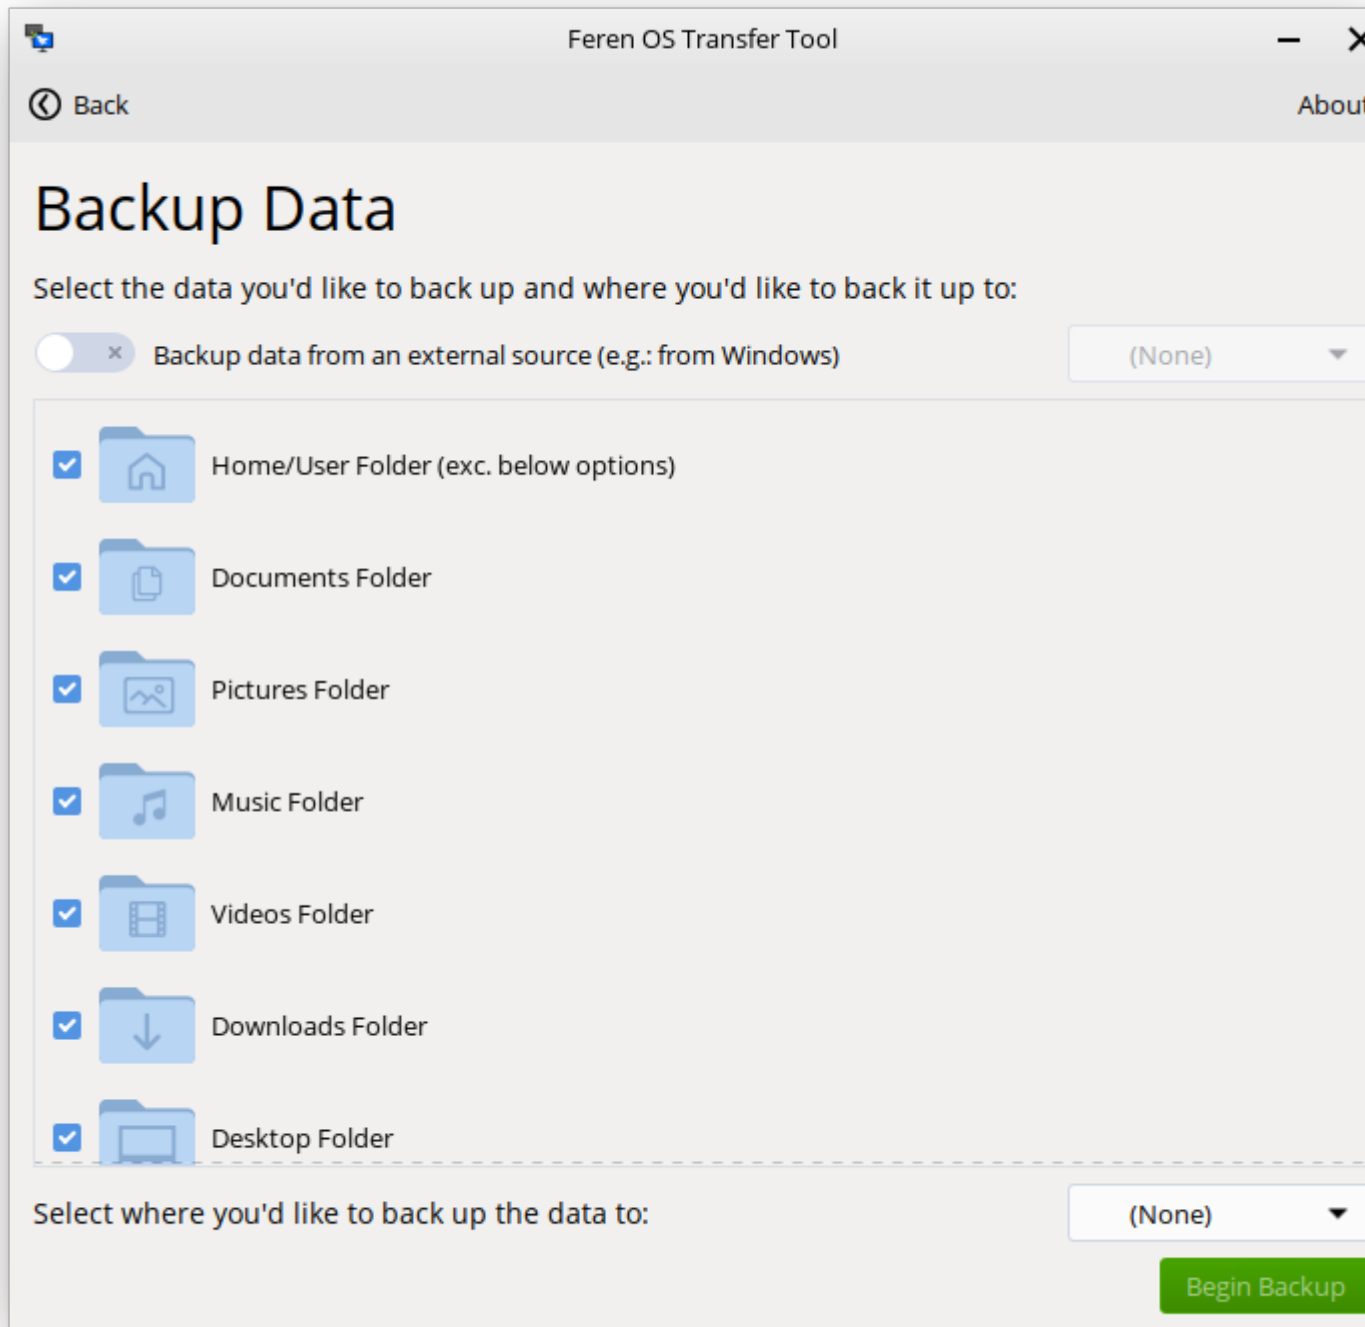 Feren OS Transfer Tool
Back
About
Backup Data
Select the data you'd like to back up and where you'd like to back it up to:
Backup data from an external source (e.g.: from Windows)
(None)
Home/User Folder (exc. below options)
Documents Folder
Pictures Folder
Music Folder
Videos Folder
Downloads Folder
Desktop Folder
Select where you'd like to back up the data to:
(None)
Begin Backup